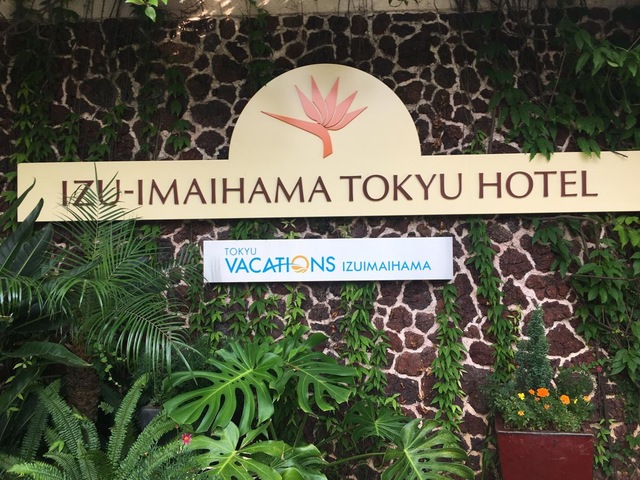 IZU-IMAIHAMA TOKYU HOTEL
TOKYU
VACATIONS IZUIMAIHAMA